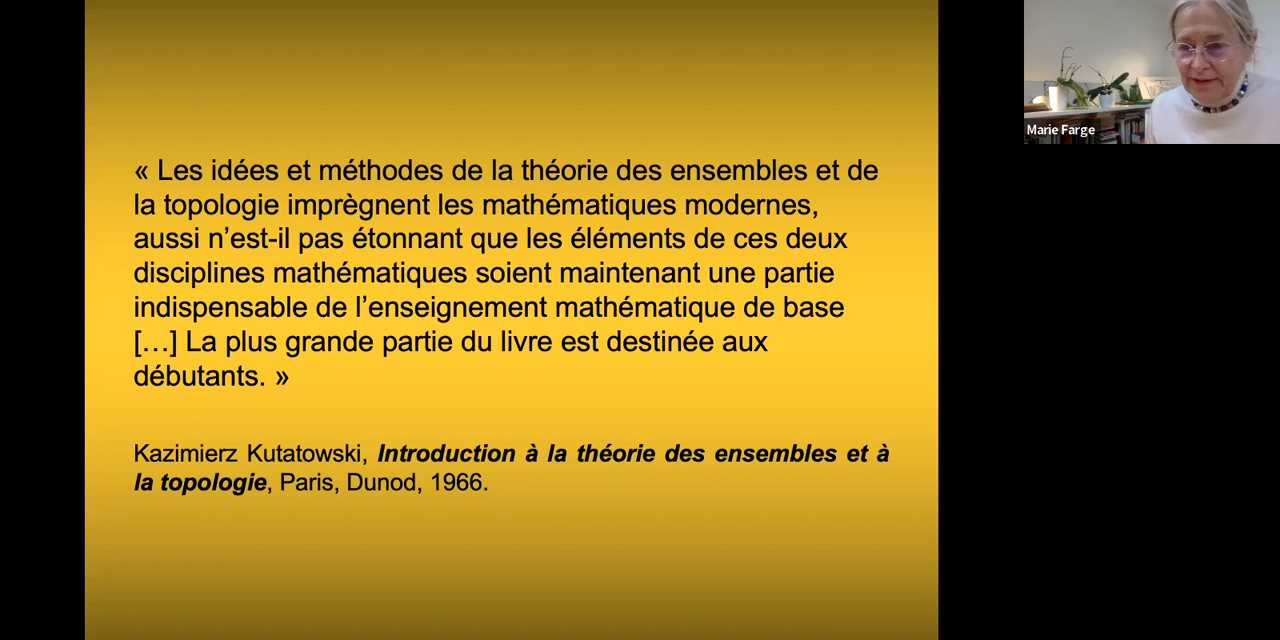 « Les idées et méthodes de la théorie des ensembles et de
la topologie imprègnent les mathématiques modernes,
aussi n’est-il pas étonnant que les éléments de ces deux
disciplines mathématiques soient maintenant une partie
indispensable de l’enseignement mathématique de base
[…] La plus grande partie du livre est destinée aux
débutants. »
Kazimierz Kutatowski, Introduction à la théorie des ensembles et à
la topologie, Paris, Dunod, 1966.
Marie Farge